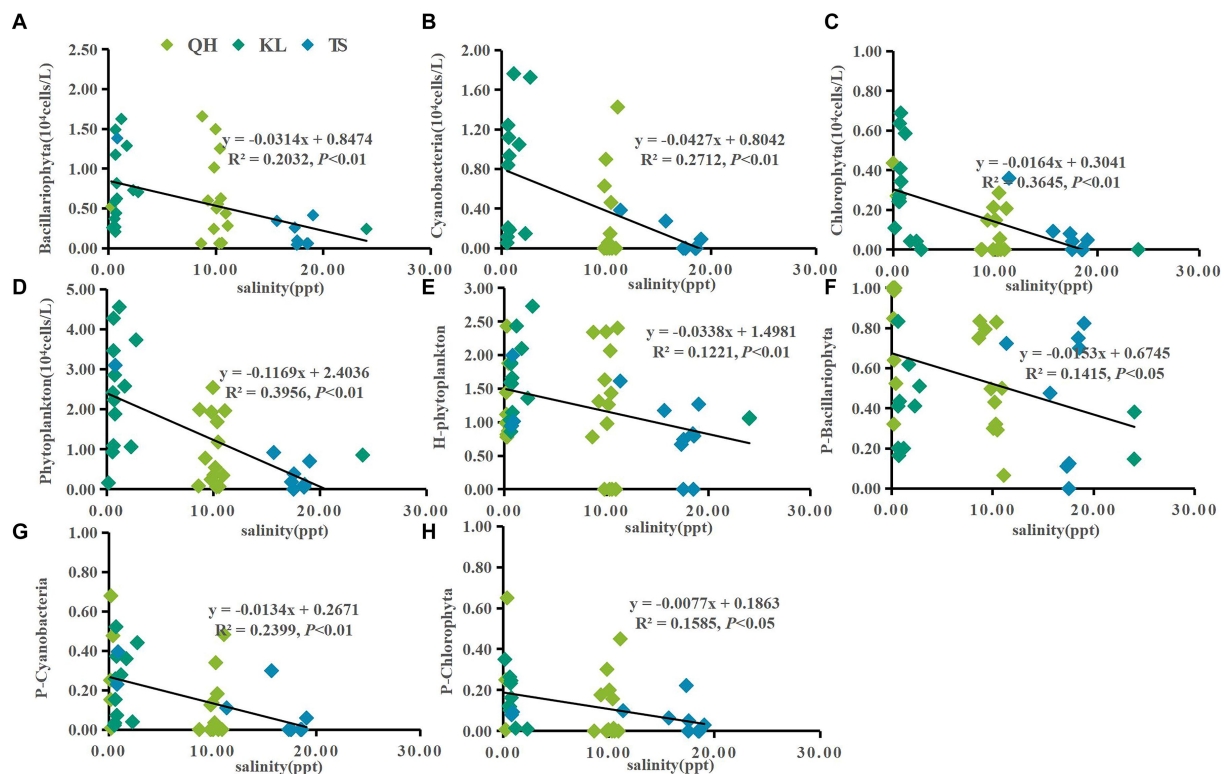 A
QH KL TS
Bacillariophyta(10⁴cells/L)
2.50
2.00
1.50
1.00
0.50
0.00
0.00 10.00 20.00 30.00
salinity(ppt)
y = -0.0314x + 0.8474
R² = 0.2032, P<0.01
B
Cyanobacteria(10⁴cells/L)
2.00
1.60
1.20
0.80
0.40
0.00
0.00 10.00 20.00 30.00
salinity(ppt)
y = -0.0427x + 0.8042
R² = 0.2712, P<0.01
C
Chlorophyta(10⁴cells/L)
1.00
0.80
0.60
0.40
0.20
0.00
0.00 10.00 20.00 30.00
salinity(ppt)
y = -0.0164x + 0.3041
R² = 0.3645, P<0.01
D
Phytoplankton(10⁴cells/L)
5.00
4.00
3.00
2.00
1.00
0.00
0.00 10.00 20.00 30.00
salinity(ppt)
y = -0.1169x + 2.4036
R² = 0.3956, P<0.01
E
H-phytoplankton
3.00
2.50
2.00
1.50
1.00
0.50
0.00
0.00 10.00 20.00 30.00
salinity(ppt)
y = -0.0338x + 1.4981
R² = 0.1221, P<0.01
F
P-Bacillariophyta
1.00
0.80
0.60
0.40
0.20
0.00
0.00 10.00 20.00 30.00
salinity(ppt)
y = -0.0153x + 0.6745
R² = 0.1415, P<0.05
G
P-Cyanobacteria
1.00
0.80
0.60
0.40
0.20
0.00
0.00 10.00 20.00 30.00
salinity(ppt)
y = -0.0134x + 0.2671
R² = 0.2399, P<0.01
H
P-Chlorophyta
1.00
0.80
0.60
0.40
0.20
0.00
0.00 10.00 20.00 30.00
salinity(ppt)
y = -0.0077x + 0.1863
R² = 0.1585, P<0.05